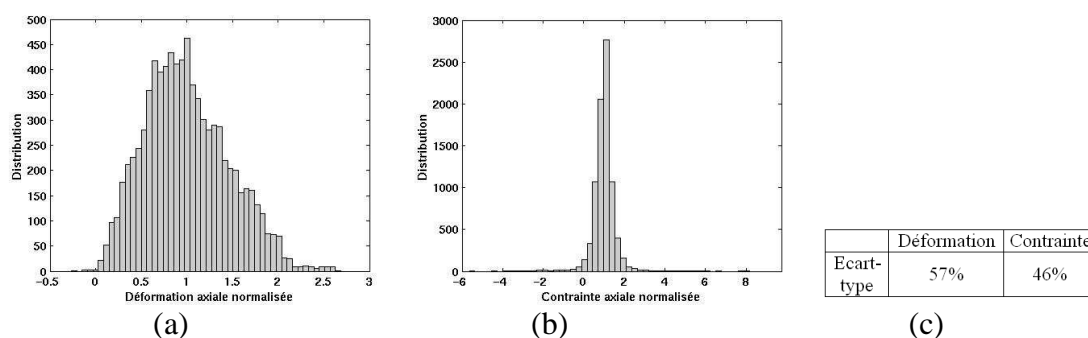 500
450
400
350
300
250
200
150
100
50
0
Distribution
-0.5 0 0.5 1 1.5 2 2.5 3
Déformation axiale normalisée
(a)
3000
2500
2000
1500
1000
500
0
Distribution
-6 -4 -2 0 2 4 6 8
Contrainte axiale normalisée
(b)
Déformation Contrainte
Ecart-
type 57% 46%
(c)